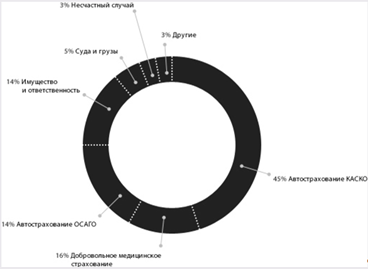 3% Несчастный случай
3% Другие
5% Суда и грузы
14% Имущество
и ответственность
45% Автострахование КАСКО
14% Автострахование ОСАГО
16% Добровольное медицинское
страхование